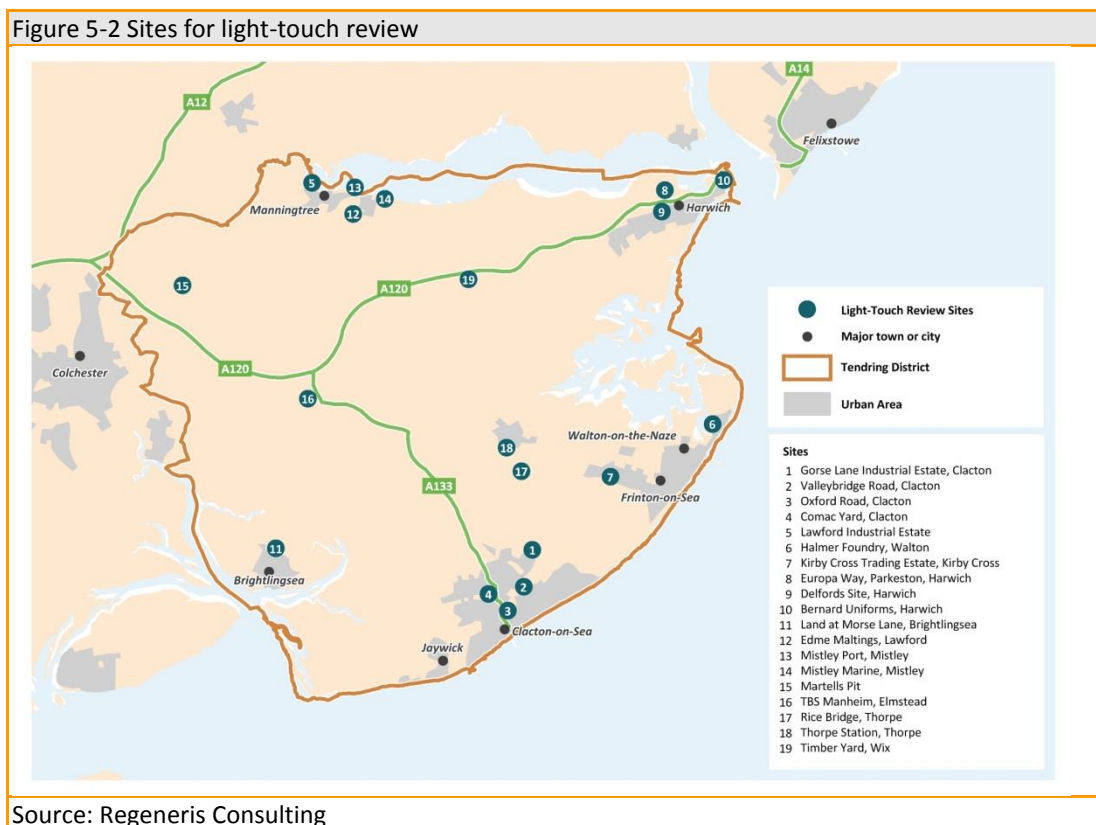 Figure 5-2 Sites for light-touch review
A14
A12
Felixstowe
5
13
14
10
8
Manningtree
12
9
Harwich
15
19
A120
Colchester
A120
16
6
Walton-on-the-Naze
18
17
7
A133
Frinton-on-Sea
11
1
Brightlingsea
2
4
3
Clacton-on-Sea
Jaywick
Light-Touch Review Sites
Major town or city
Tendring District
Urban Area
Sites
1 Gorse Lane Industrial Estate, Clacton
2 Valleybridge Road, Clacton
3 Oxford Road, Clacton
4 Comac Yard, Clacton
5 Lawford Industrial Estate
6 Halmer Foundry, Walton
7 Kirby Cross Trading Estate, Kirby Cross
8 Europa Way, Parkeston, Harwich
9 Delfords Site, Harwich
10 Bernard Uniforms, Harwich
11 Land at Morse Lane, Brightlingsea
12 Edme Maltings, Lawford
13 Mistley Port, Mistley
14 Mistley Marine, Mistley
15 Martells Pit
16 TBS Manheim, Elmstead
17 Rice Bridge, Thorpe
18 Thorpe Station, Thorpe
19 Timber Yard, Wix
Source: Regeneris Consulting